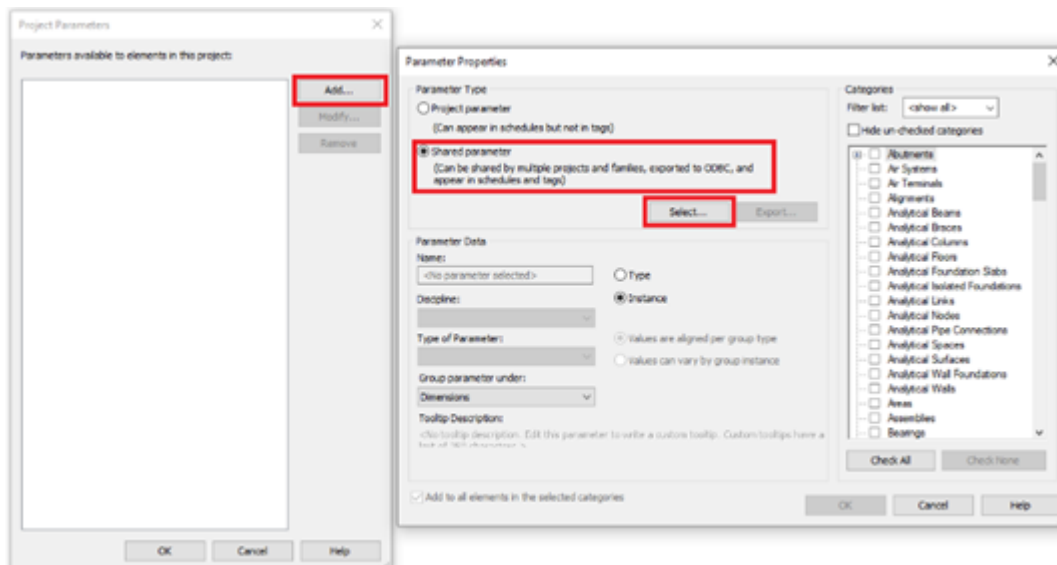 Project Parameters
Parameters available to elements in this project:
Add...
Modify...
Remove
OK
Cancel
Help
Parameter Properties
Parameter Type
Project parameter
(Can appear in schedules but not in tags)
Shared parameter
(Can be shared by multiple projects and families, exported to ODBC, and
appear in schedules and tags)
Select...
Export...
Parameter Data
Name:
<No parameter selected>
Type
Discipline:
Instance
Type of Parameter:
Values are aligned per group type
Values can vary by group instance
Group parameter under:
Dimensions
Tooltip Description:
<No tooltip description. Edit this parameter to write a custom tooltip. Custom tooltips have a
limit of 250 characters.>
Add to all elements in the selected categories
Categories
Filter list:
<show all>
Hide un-checked categories
Abutments
Air Systems
Air Terminals
Alignments
Analytical Beams
Analytical Braces
Analytical Columns
Analytical Floors
Analytical Foundation Slabs
Analytical Isolated Foundations
Analytical Links
Analytical Nodes
Analytical Pipe Connections
Analytical Spaces
Analytical Surfaces
Analytical Wall Foundations
Analytical Walls
Areas
Assemblies
Bearings
Check All
Check None
OK
Cancel
Help